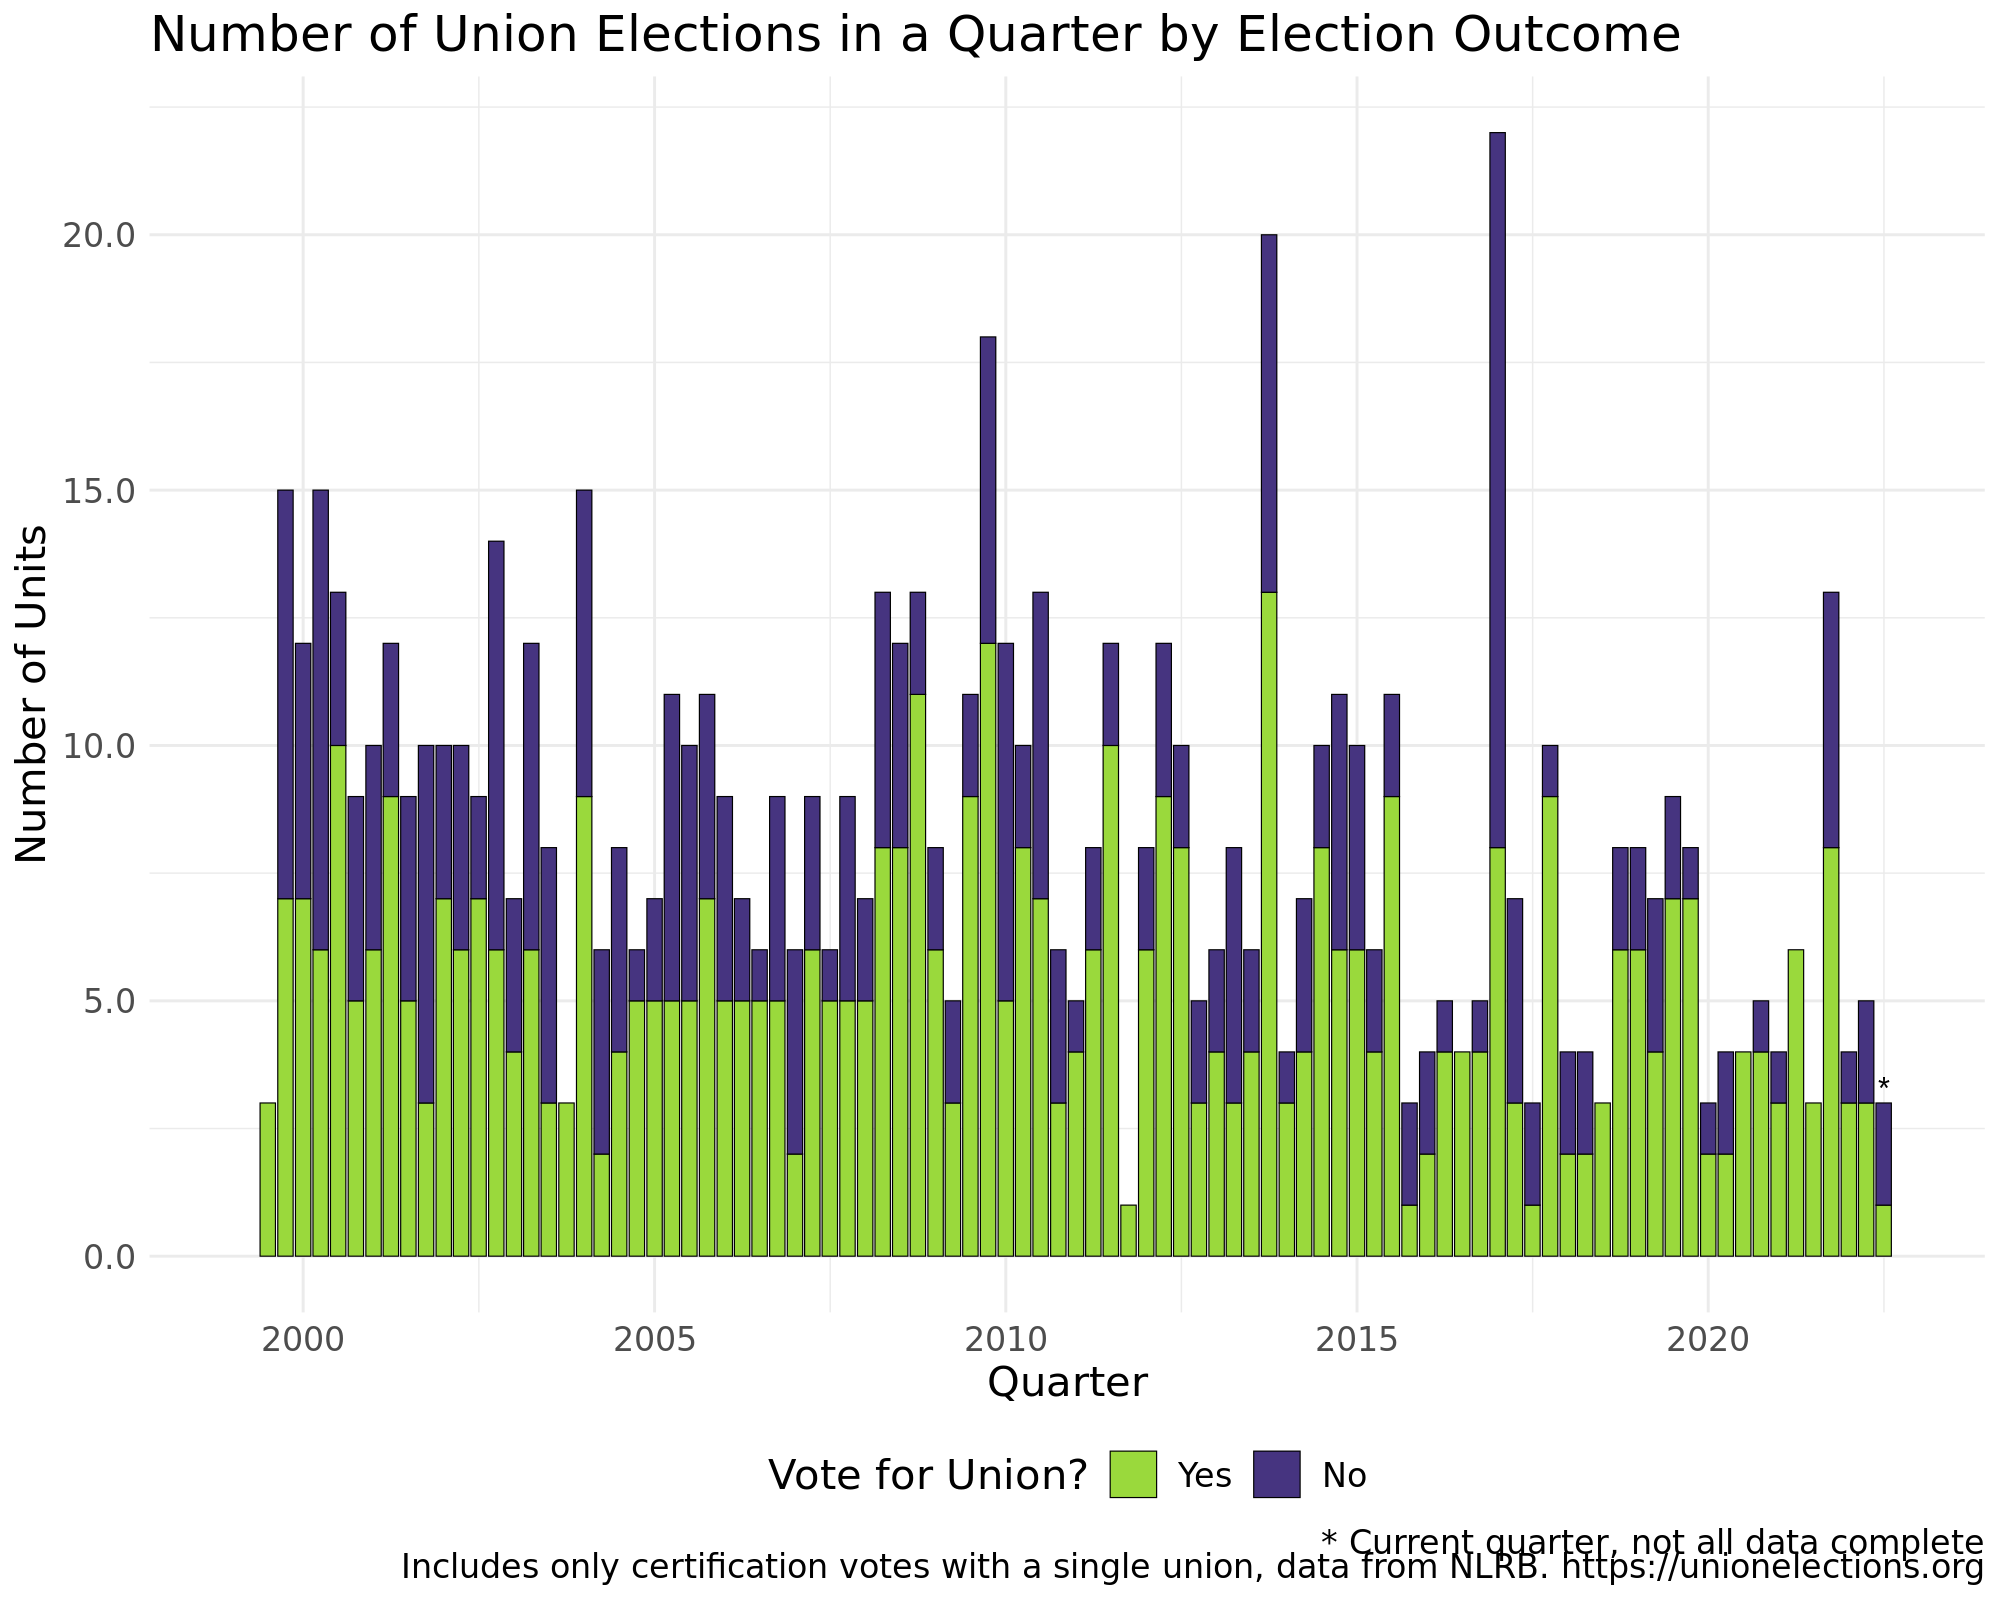 Number of Union Elections in a Quarter by Election Outcome
Number of Units
20.0
15.0
10.0
5.0
0.0
*
2000 2005 2010 2015 2020
Quarter
Vote for Union? Yes No
* Current quarter, not all data complete
Includes only certification votes with a single union, data from NLRB. https://unionelections.org